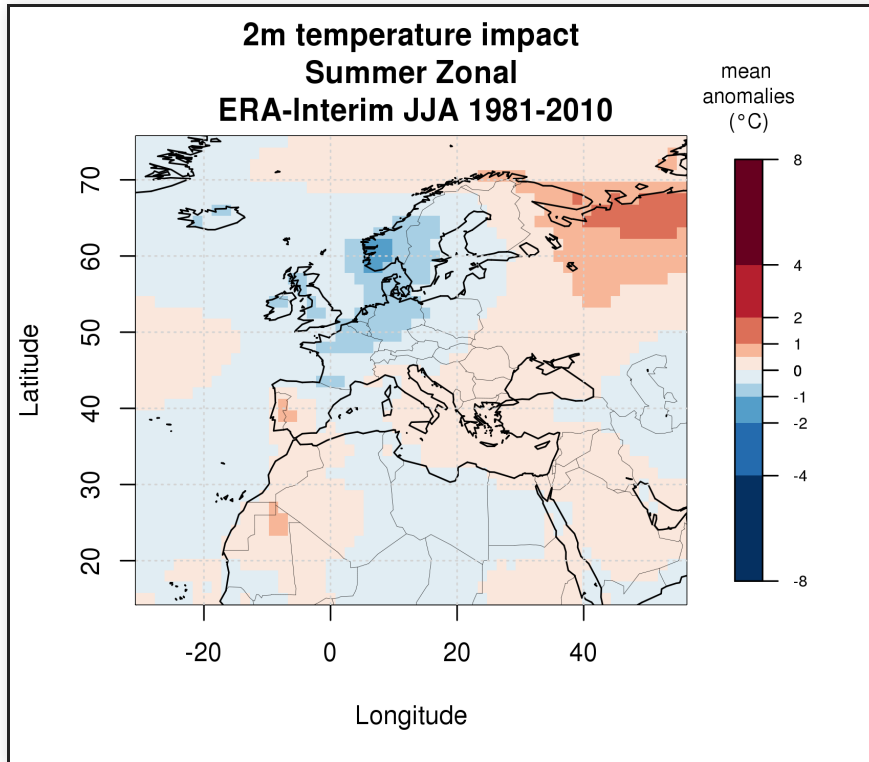 2m temperature impact
Summer Zonal
ERA-Interim JJA 1981-2010
mean
anomalies
(°C)
8
4
2
1
0
-1
-2
-4
-8
Latitude
70
60
50
40
30
20
-20
0
20
40
Longitude